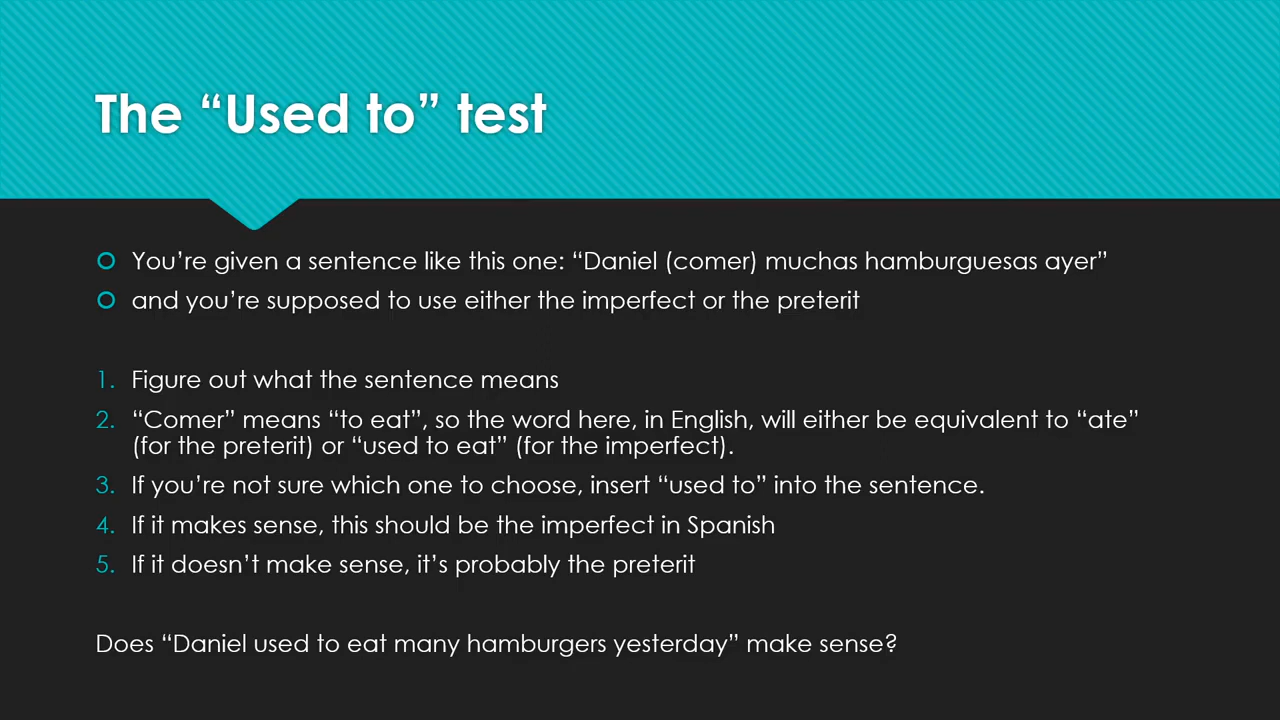 The “Used to” test
You’re given a sentence like this one: “Daniel (comer) muchas hamburguesas ayer”
and you’re supposed to use either the imperfect or the preterit
1. Figure out what the sentence means
2. “Comer” means “to eat”, so the word here, in English, will either be equivalent to “ate”
(for the preterit) or “used to eat” (for the imperfect).
3. If you’re not sure which one to choose, insert “used to” into the sentence.
4. If it makes sense, this should be the imperfect in Spanish
5. If it doesn’t make sense, it’s probably the preterit
Does “Daniel used to eat many hamburgers yesterday” make sense?